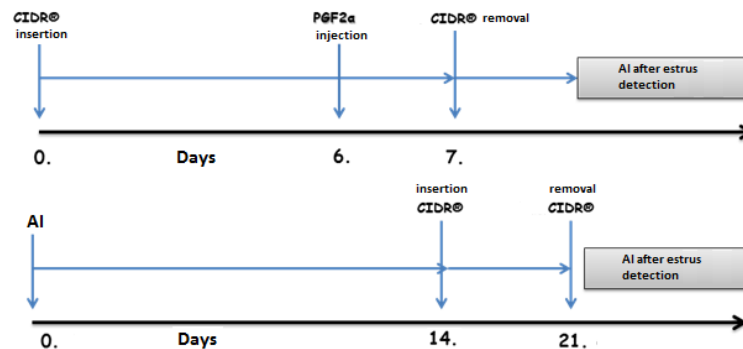 CIDR®
insertion
PGF2a
injection
CIDR® removal
AI after estrus
detection
0.
Days
6.
7.
insertion
CIDR®
removal
CIDR®
AI
AI after estrus
detection
0.
Days
14.
21.